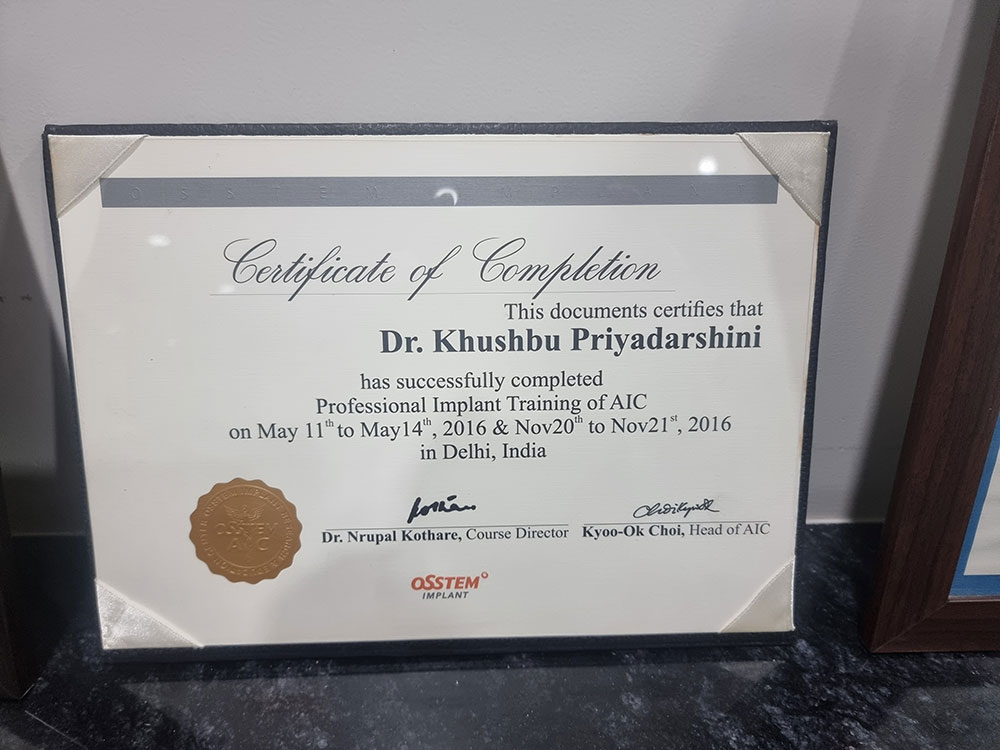 OSSTEM IMPLANT
Certificate of Completion
This documents certifies that
Dr. Khushbu Priyadarshini
has successfully completed
Professional Implant Training of AIC
on May 11th to May14th, 2016 & Nov20th to Nov21st, 2016
in Delhi, India
OSSTEM
AIC
Dr. Nrupal Kothare, Course Director
Kyoo-Ok Choi, Head of AIC
OSSTEM
IMPLANT